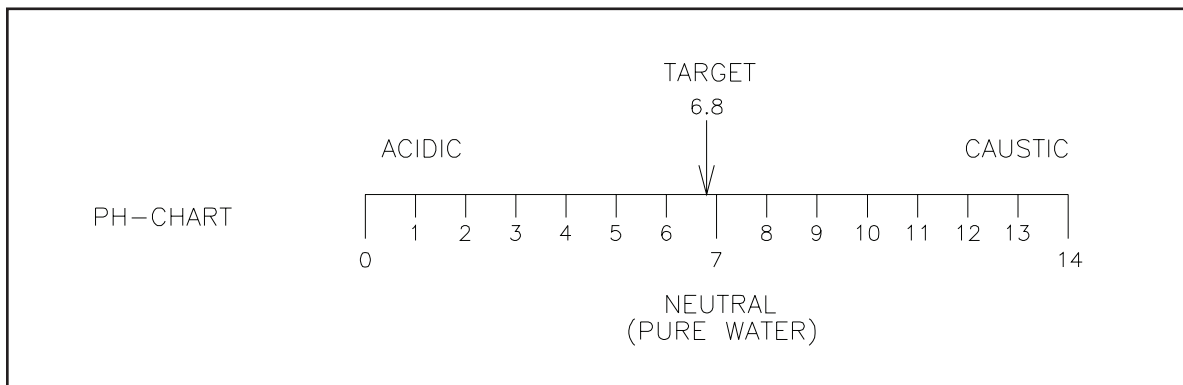 TARGET
6.8
ACIDIC CAUSTIC
PH-CHART
1 2 3 4 5 6 8 9 10 11 12 13
0 7 14
NEUTRAL
(PURE WATER)